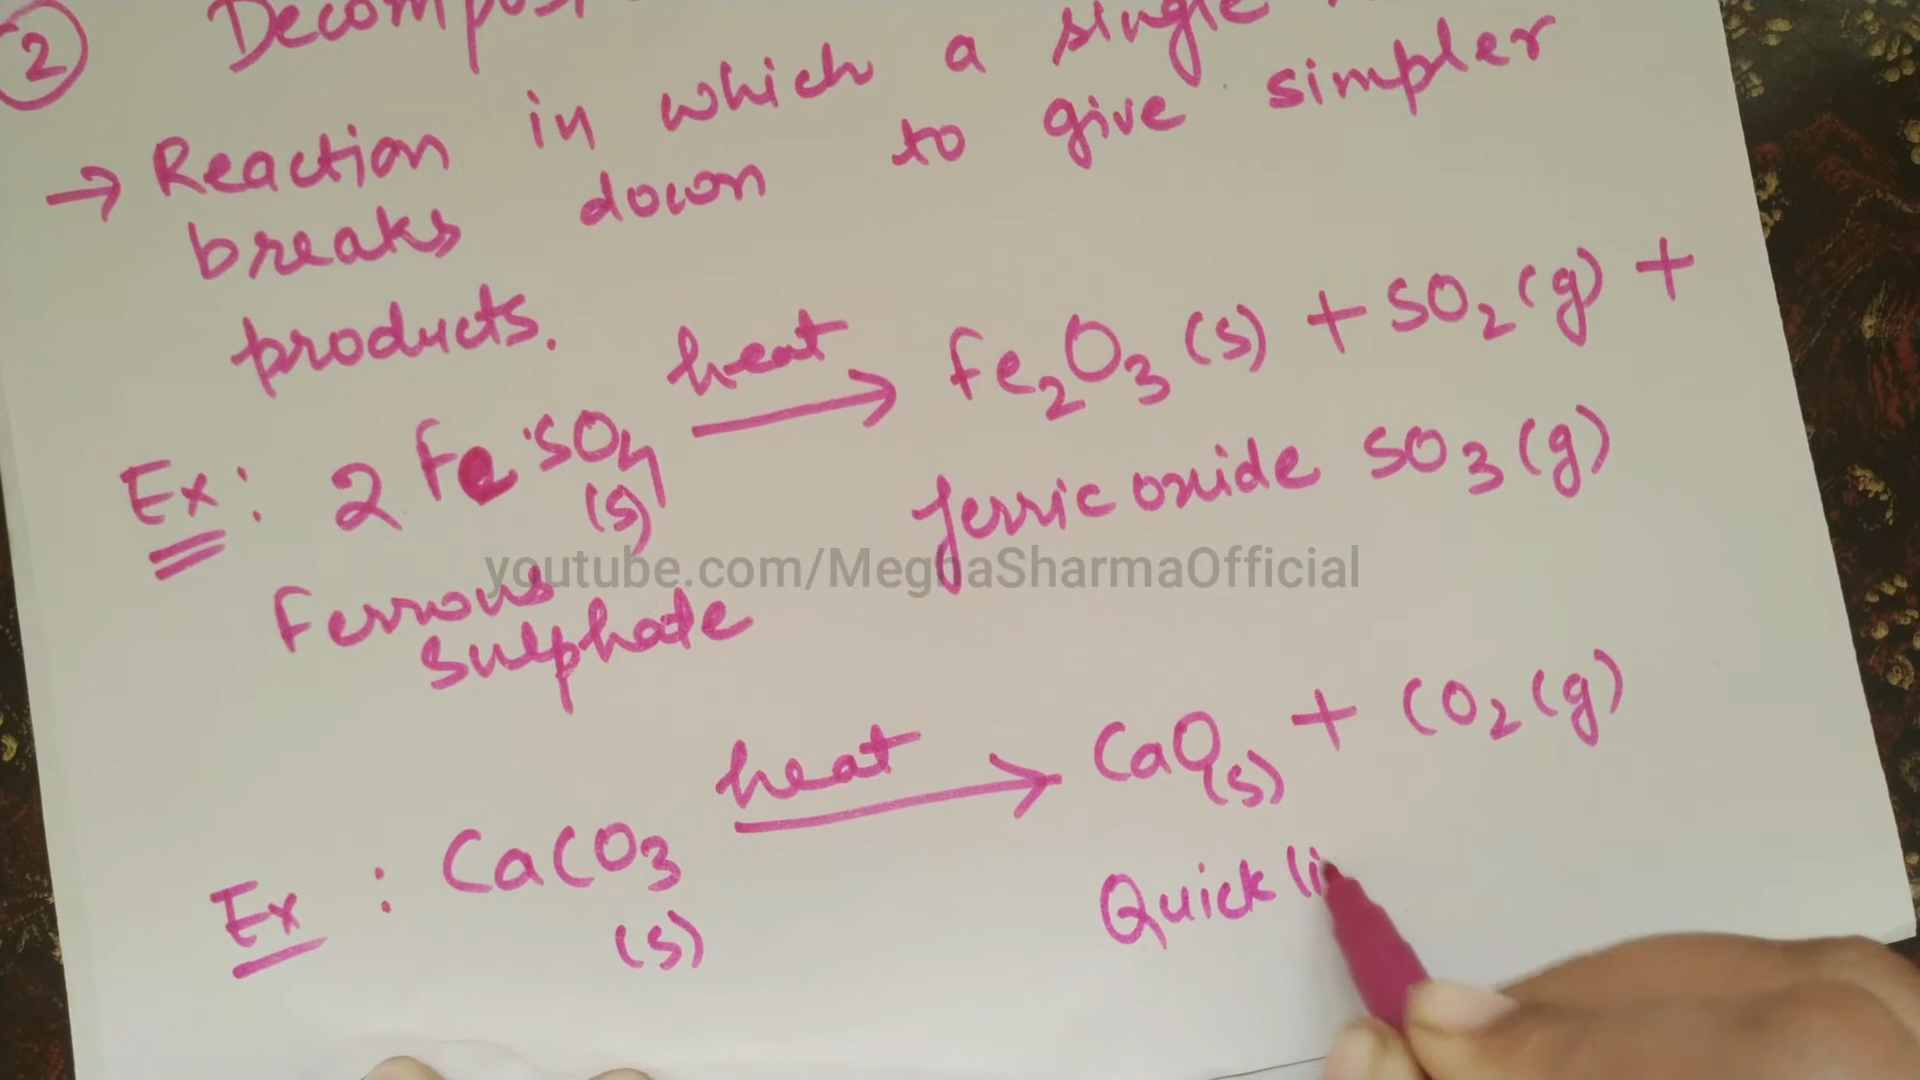 ②
→ Reaction in which a single
breaks down to give simpler
products.
Ex: 2 FeSO4 (s) heat → Fe2O3 (s) + SO2 (g) +
SO3 (g)
Ferrous sulphate
ferric oxide
Ex : CaCO3 (s) heat → CaO(s) + CO2 (g)
Quick li
youtube.com/MeghaSharmaOfficial